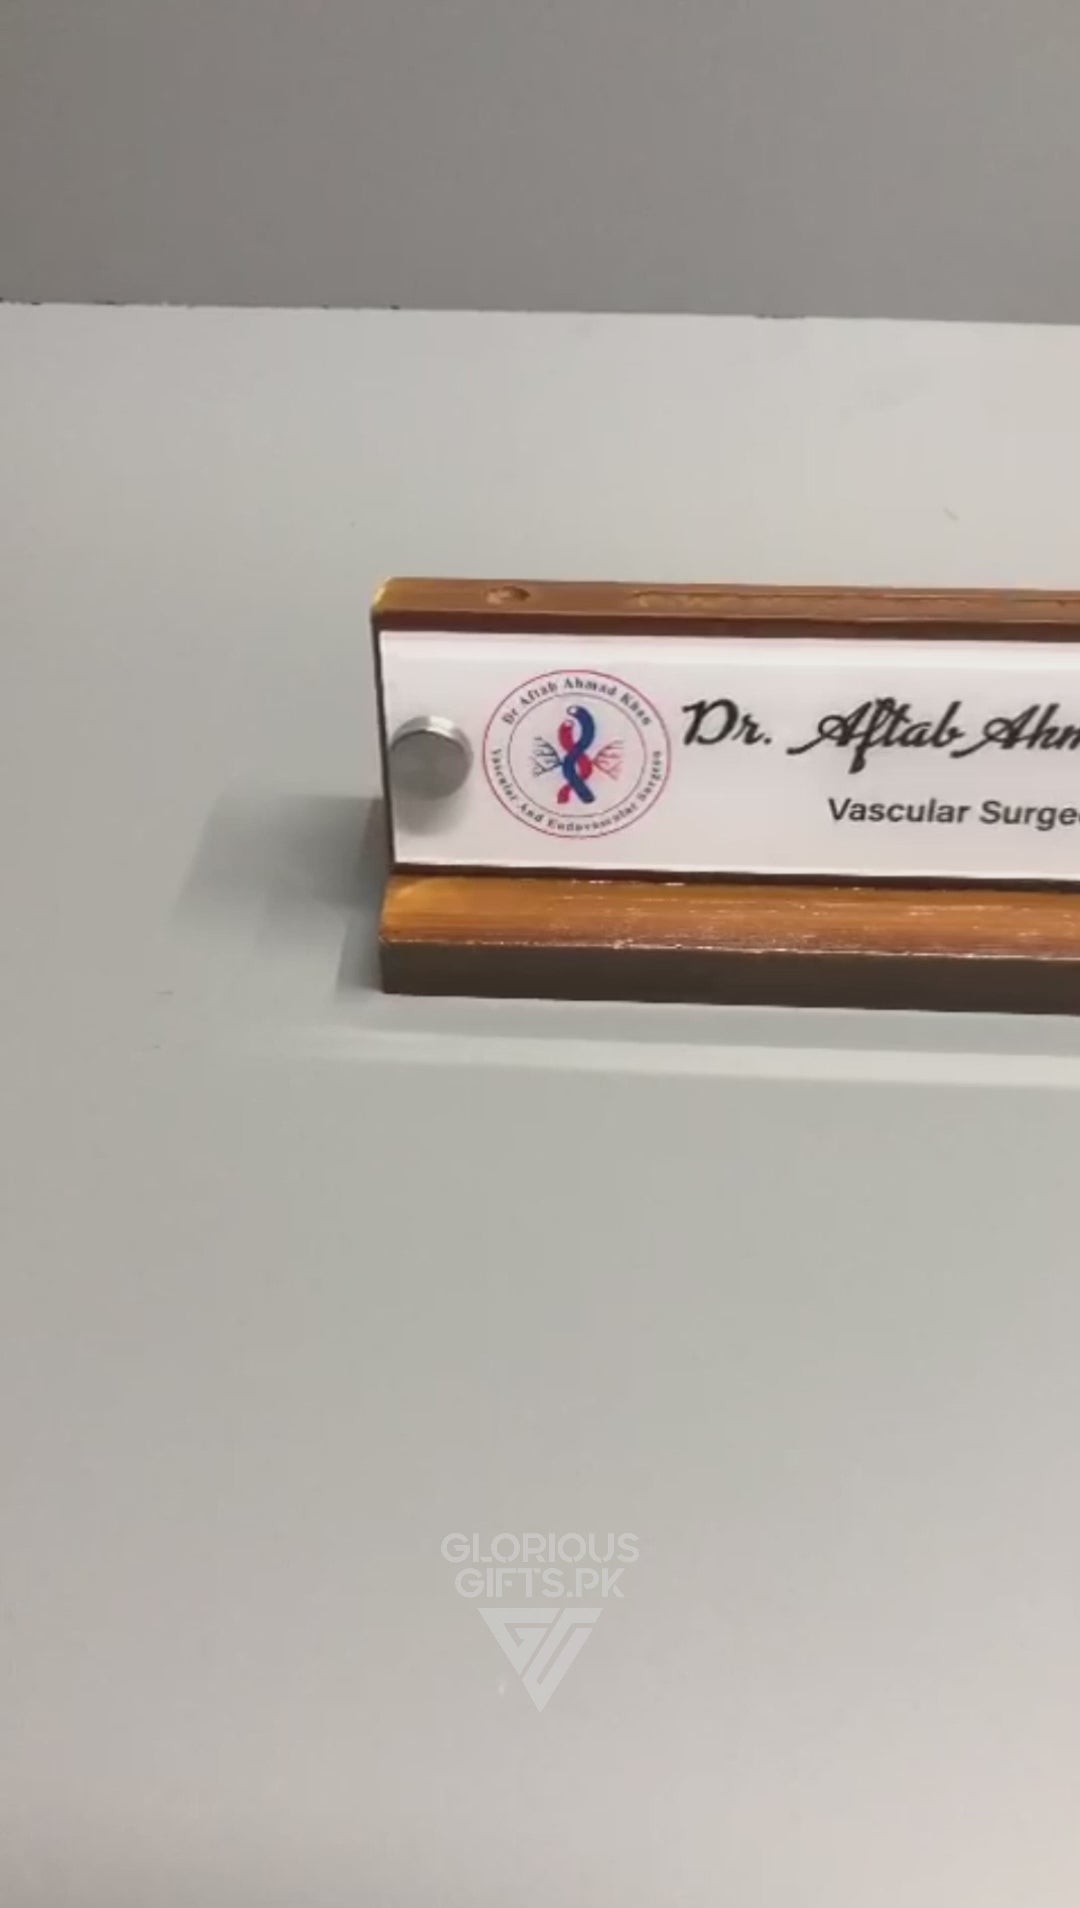 Dr Aftab Ahmad Khan
Vascular And Endovascular Surgeon
Dr. Aftab Ahm
Vascular Surge
GLORIOUS
GIFTS.PK